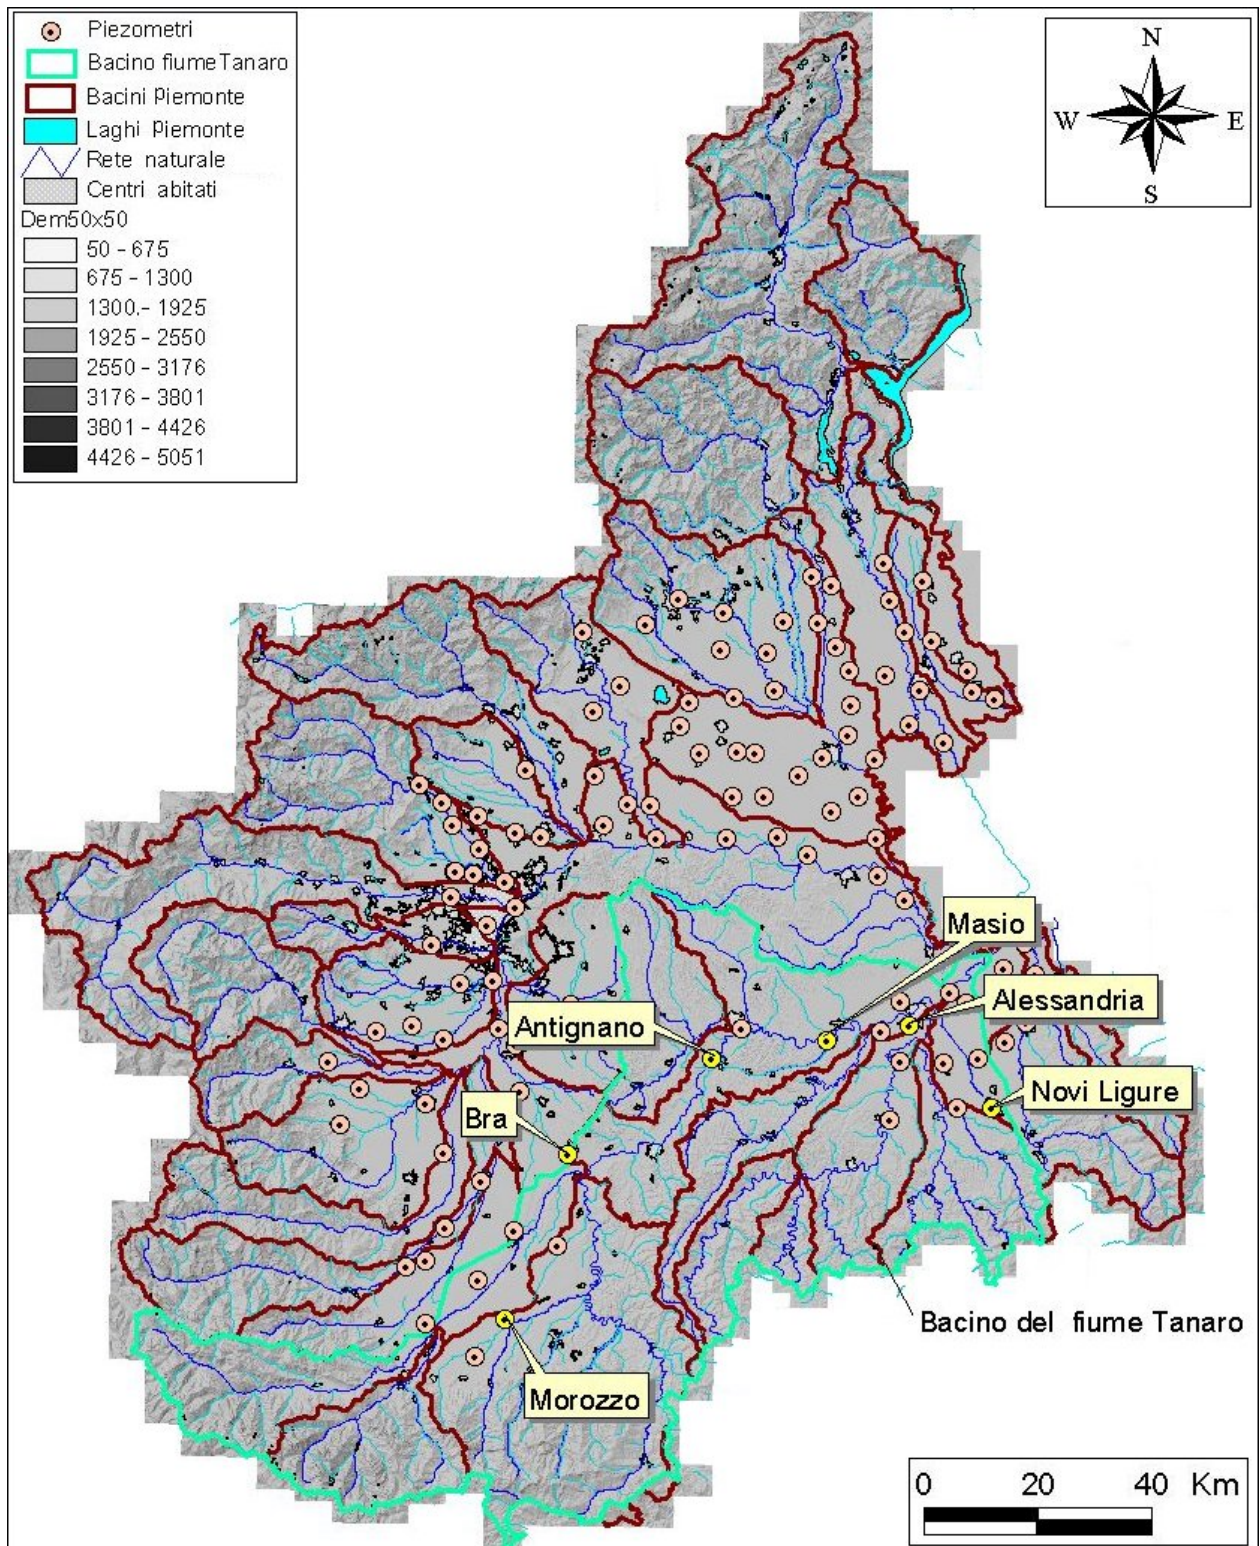 Piezometri
Bacino fiume Tanaro
Bacini Piemonte
Laghi Piemonte
Rete naturale
Centri abitati
Dem50x50
50 - 675
675 - 1300
1300.- 1925
1925 - 2550
2550 - 3176
3176 - 3801
3801 - 4426
4426 - 5051
N
W E
S
Masio
Alessandria
Antignano
Novi Ligure
Bra
Bacino del fiume Tanaro
Morozzo
0 20 40 Km